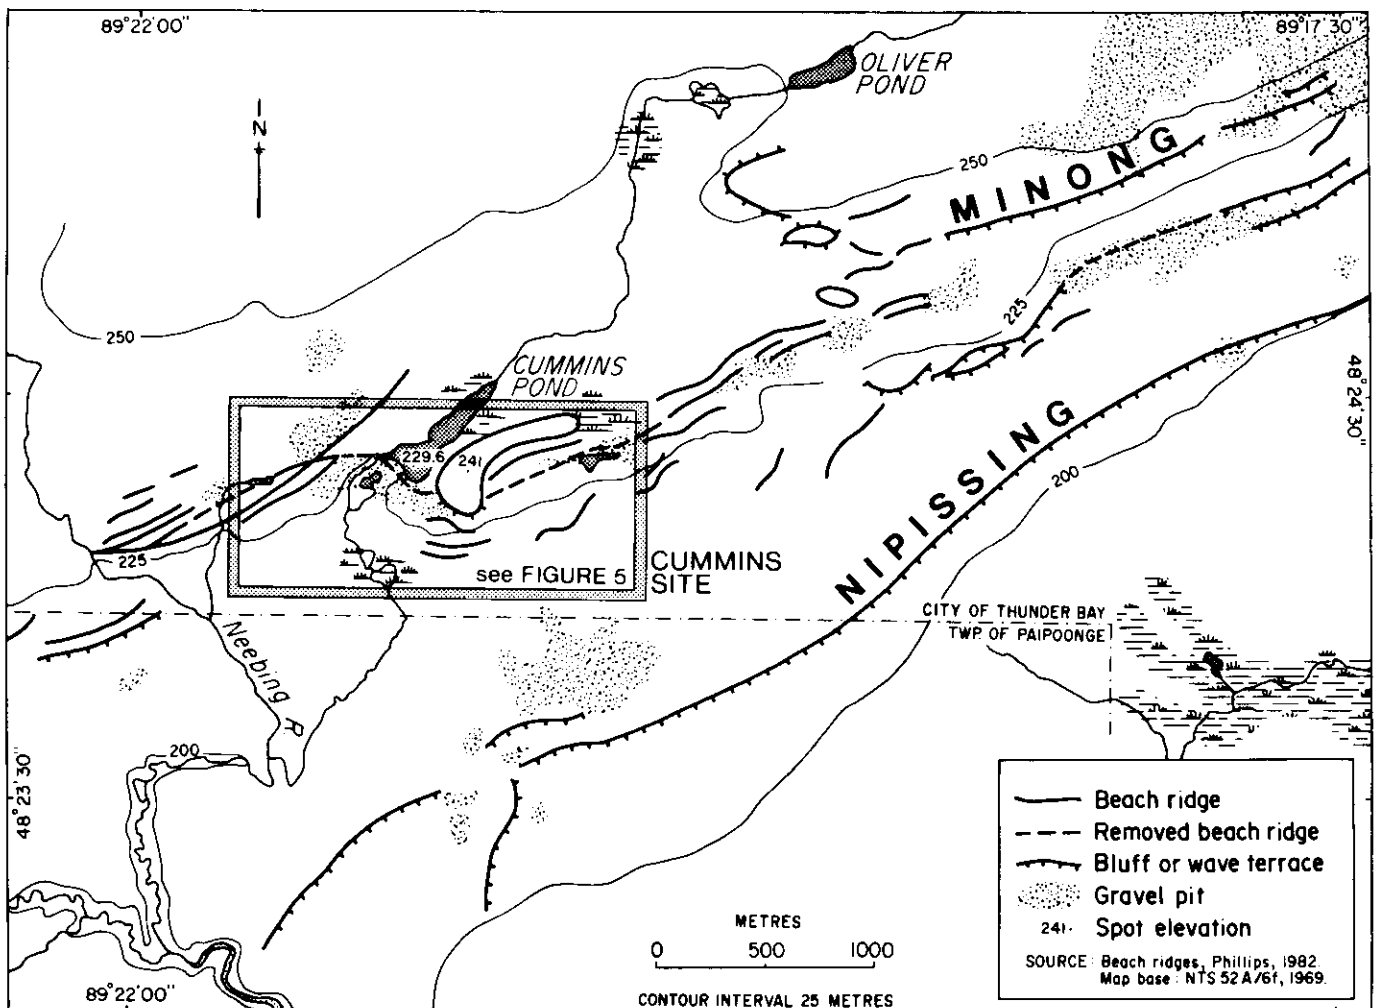 89°22'00"
89°17'30"
OLIVER
POND
N
MINONG
250
250
225
CUMMINS
POND
48°24'30"
229.6
241
NIPISSING
200
225
see FIGURE 5
CUMMINS
SITE
CITY OF THUNDER BAY
TWP. OF PAIPOONGE
Neebing R
200
48°23'30"
Beach ridge
Removed beach ridge
Bluff or wave terrace
Gravel pit
241· Spot elevation
SOURCE: Beach ridges, Phillips, 1982.
Map base: NTS 52 A/6f, 1969.
METRES
0 500 1000
CONTOUR INTERVAL 25 METRES
89°22'00"